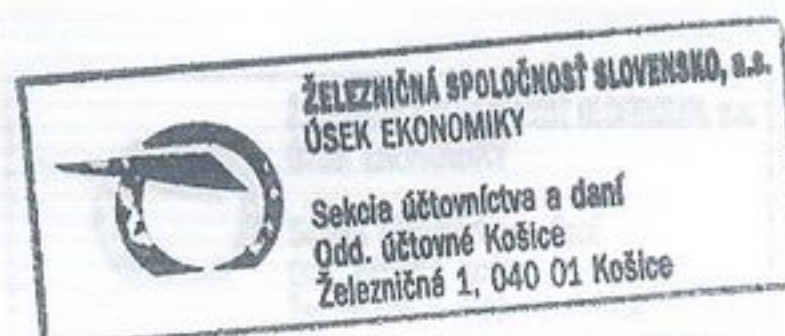 ŽELEZNIČNÁ SPOLOČNOSŤ SLOVENSKO, a.s.
ÚSEK EKONOMIKY
Sekcia účtovníctva a daní
Odd. účtovné Košice
Železničná 1, 040 01 Košice